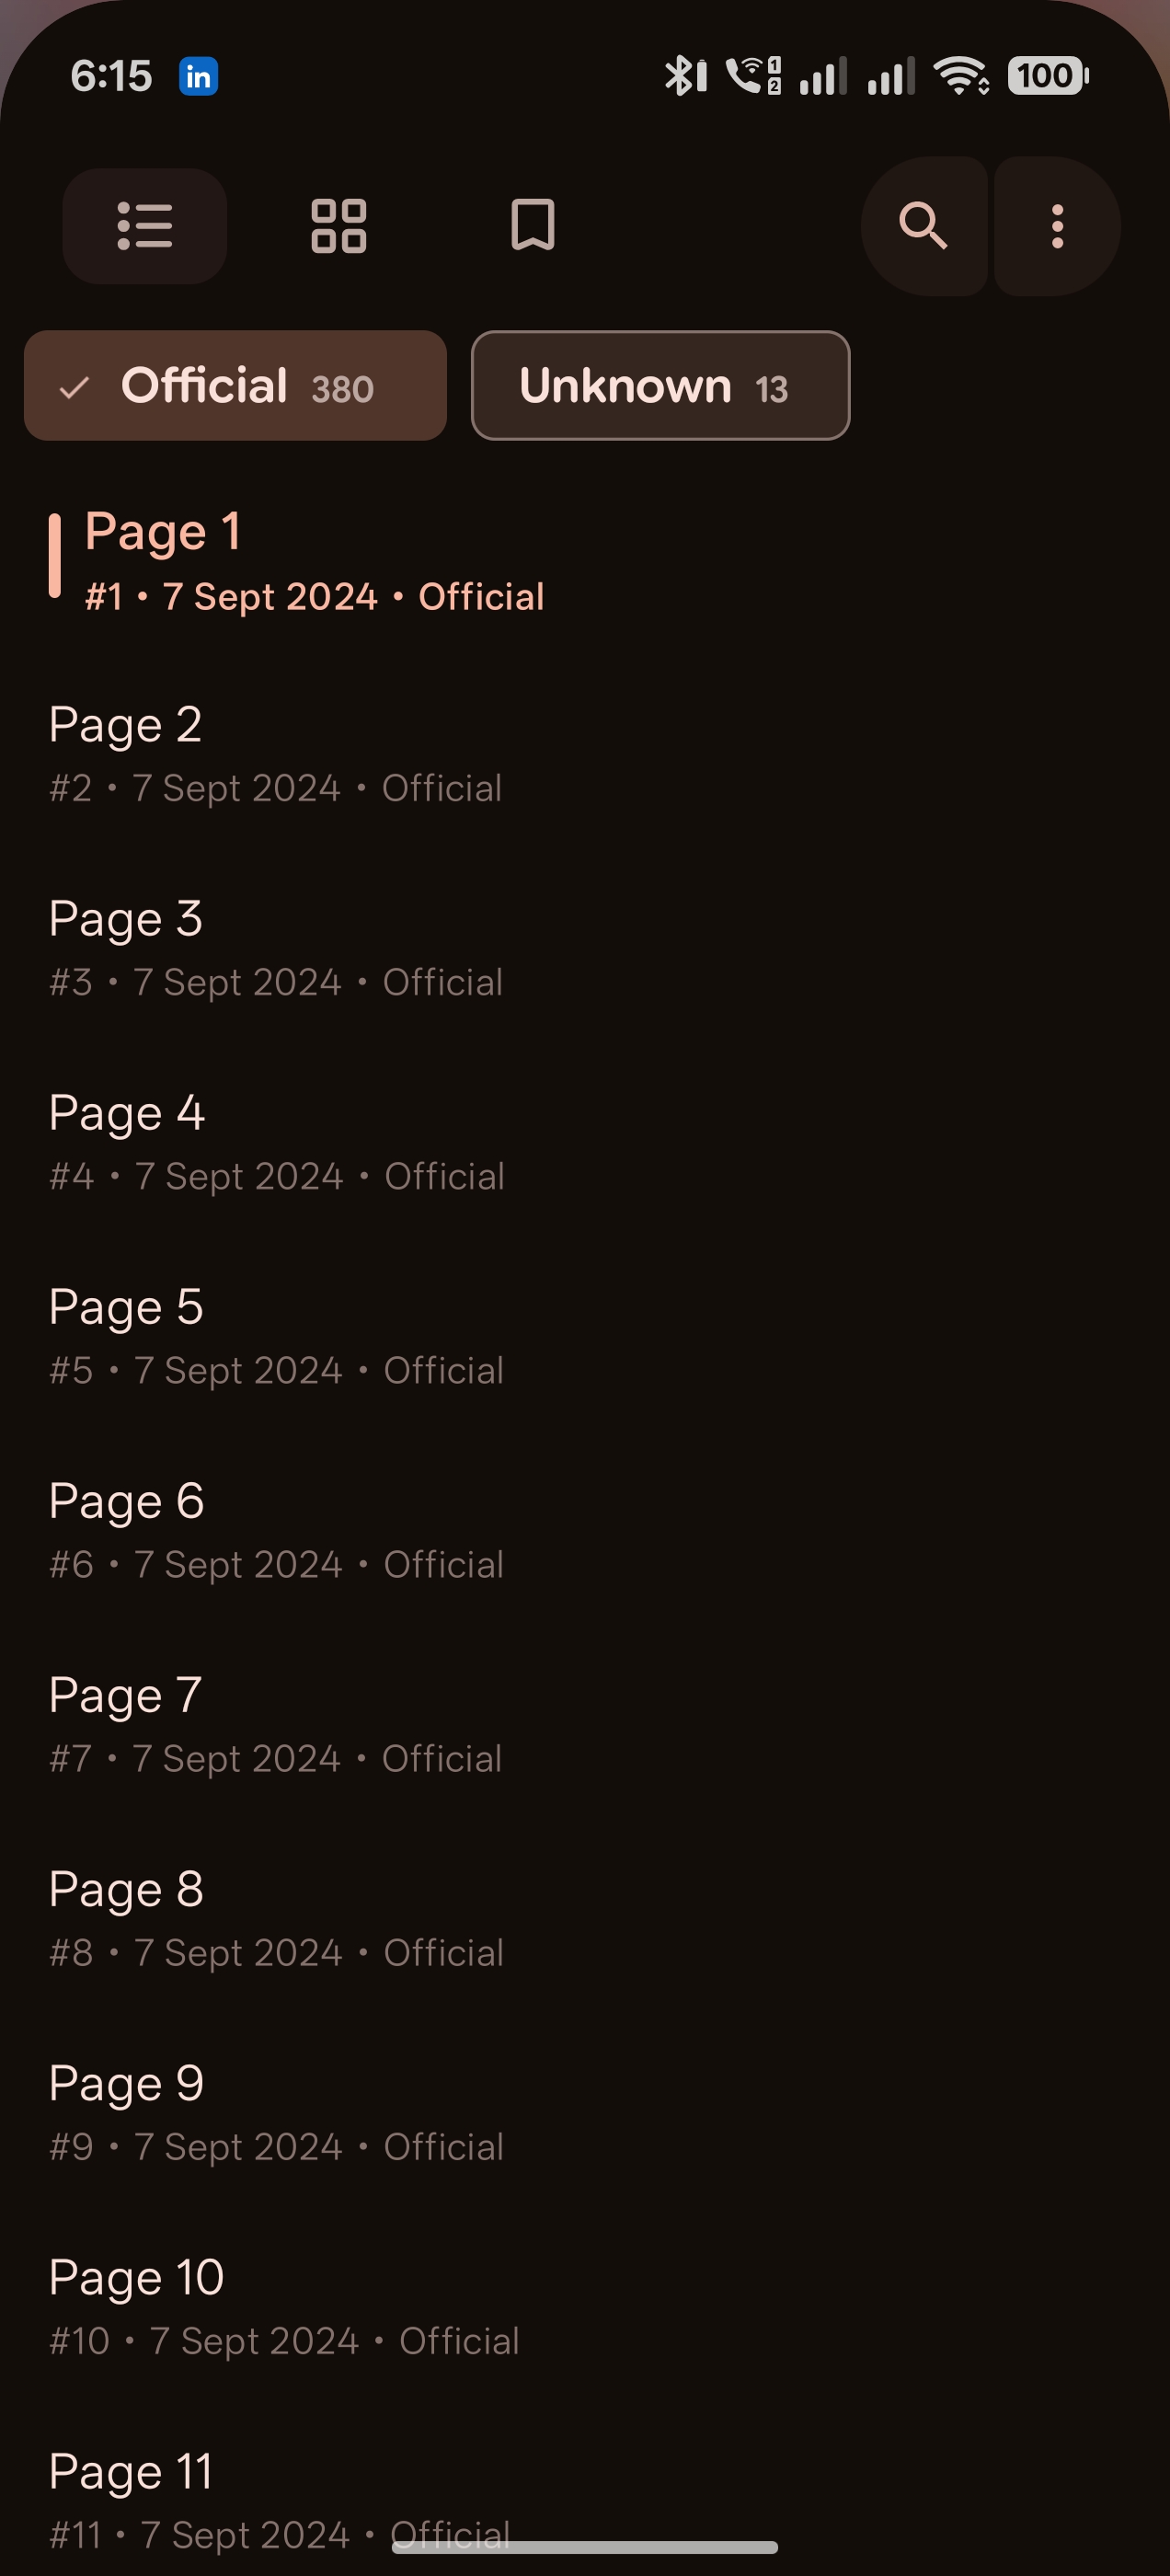 6:15 in 1 2 100
Official 380 Unknown 13
Page 1
#1 • 7 Sept 2024 • Official
Page 2
#2 • 7 Sept 2024 • Official
Page 3
#3 • 7 Sept 2024 • Official
Page 4
#4 • 7 Sept 2024 • Official
Page 5
#5 • 7 Sept 2024 • Official
Page 6
#6 • 7 Sept 2024 • Official
Page 7
#7 • 7 Sept 2024 • Official
Page 8
#8 • 7 Sept 2024 • Official
Page 9
#9 • 7 Sept 2024 • Official
Page 10
#10 • 7 Sept 2024 • Official
Page 11
#11 • 7 Sept 2024 • Official